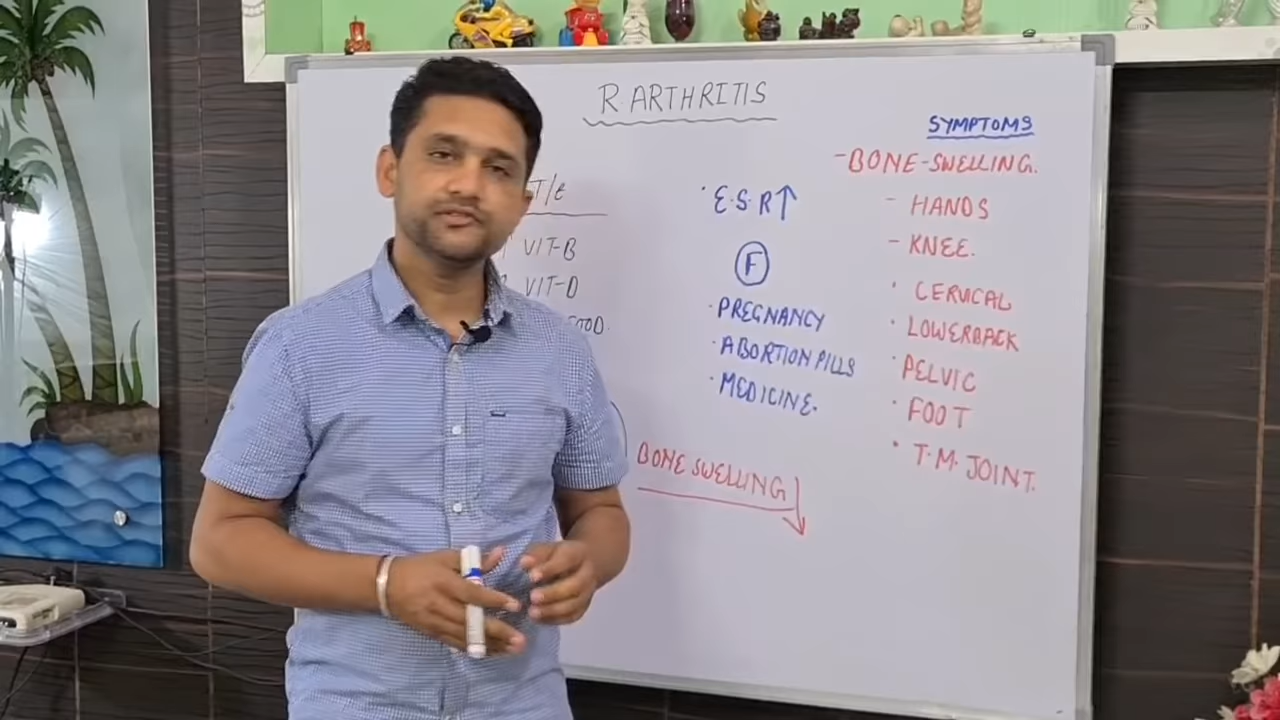 R. ARTHRITIS
T/t
VIT-B
VIT-D
FOOD.
· E.S.R↑
F
· PREGNANCY
· ABORTION PILLS
· MEDICINE.
BONE SWELLING
SYMPTOMS
- BONE-SWELLING.
- HANDS
- KNEE.
· CERVICAL
· LOWERBACK
· PELVIC
· FOOT
· T.M. JOINT.